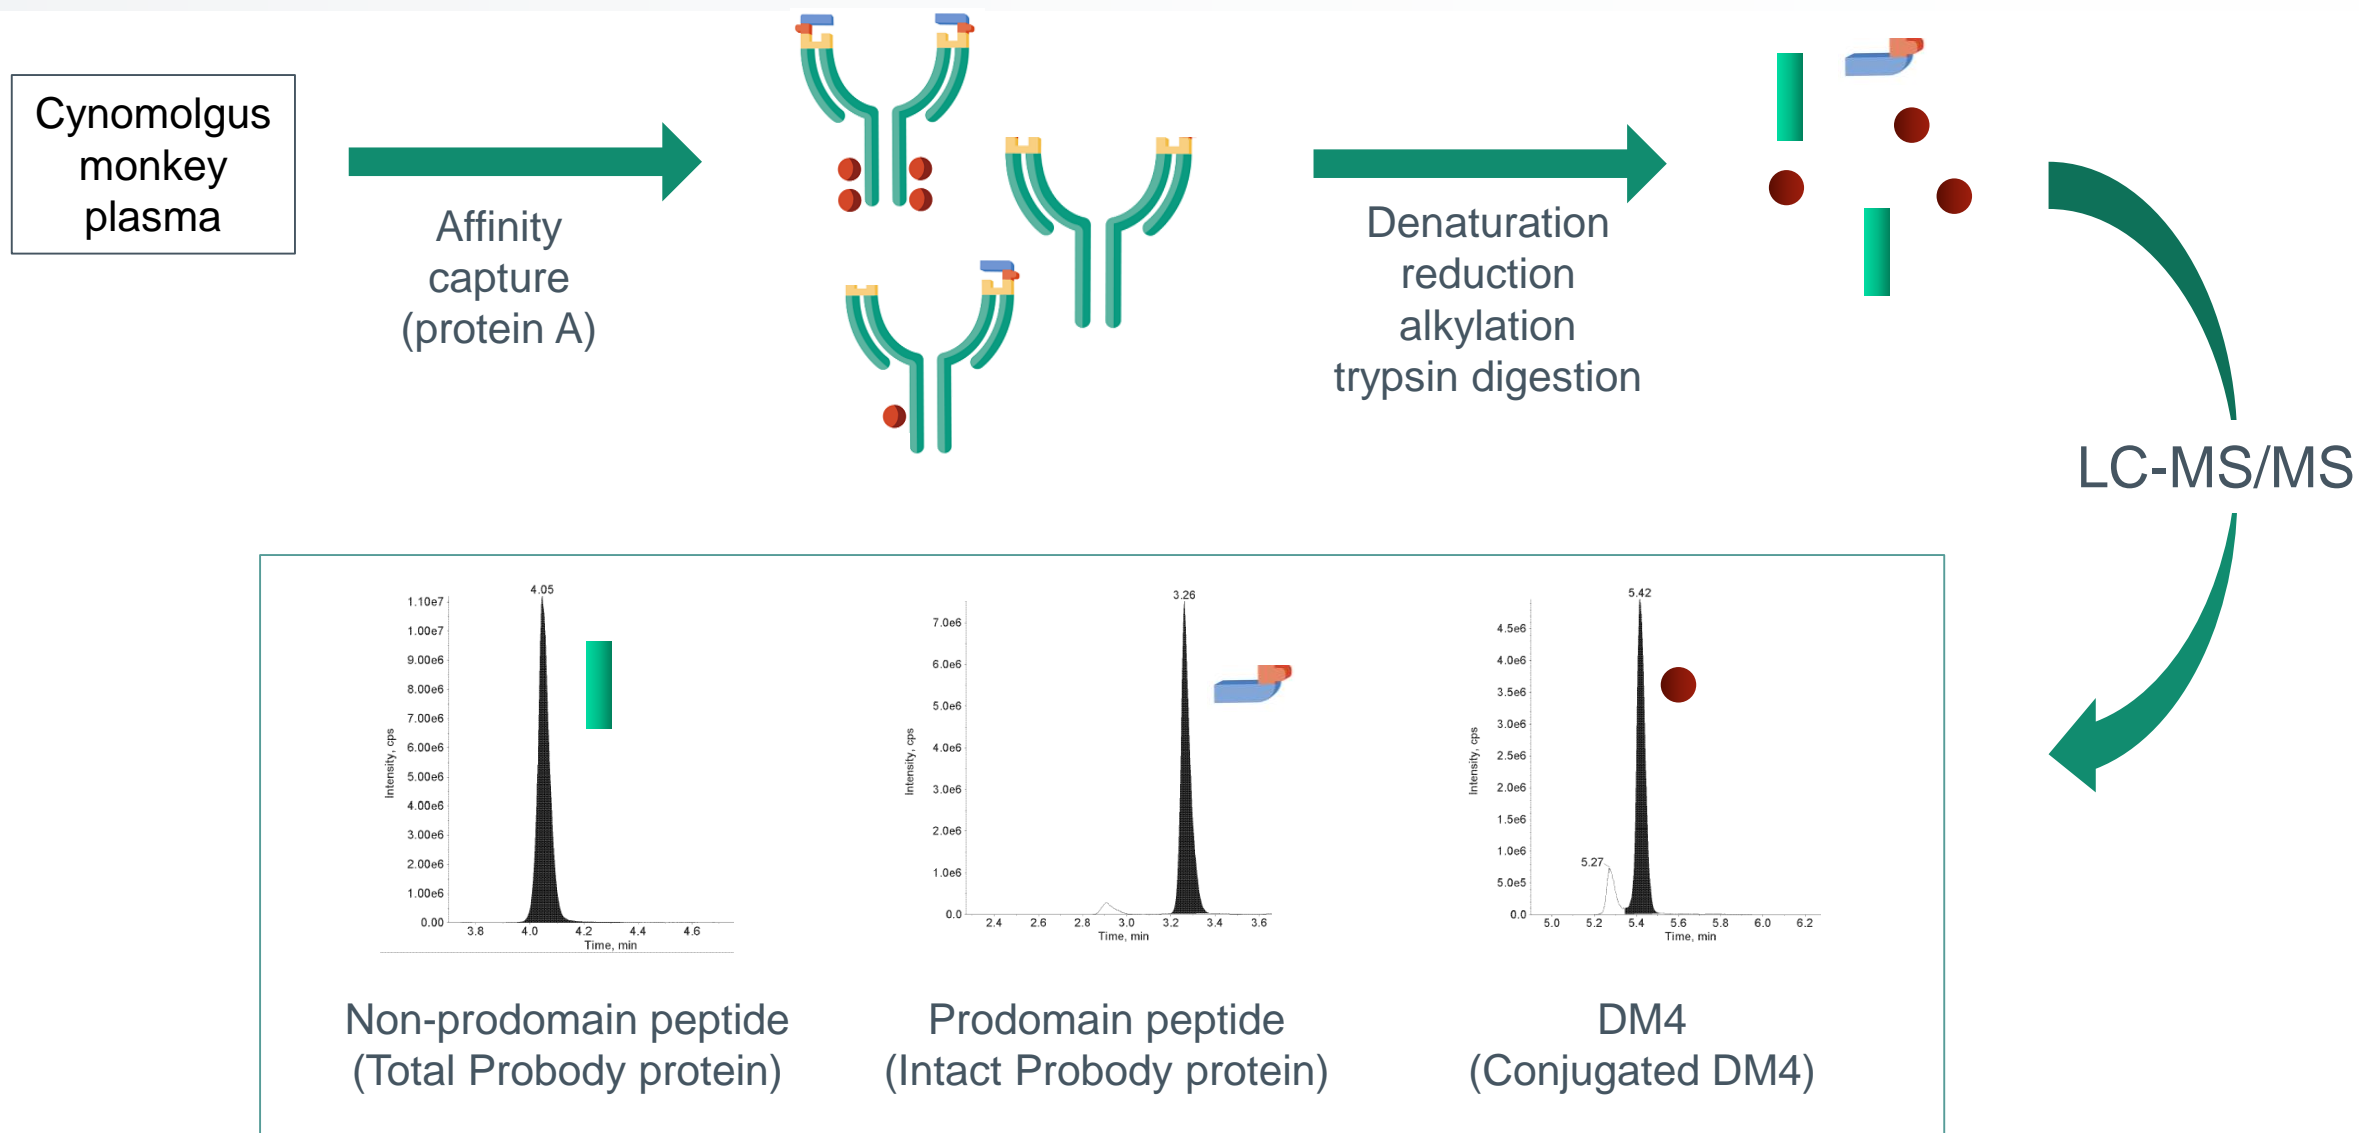 Cynomolgus
monkey
plasma
Affinity
capture
(protein A)
Denaturation
reduction
alkylation
trypsin digestion
LC-MS/MS
4.05
1.10e7
1.00e7
9.00e6
8.00e6
7.00e6
6.00e6
5.00e6
4.00e6
3.00e6
2.00e6
1.00e6
0.00
Intensity, cps
3.8 4.0 4.2 4.4 4.6
Time, min
3.26
7.0e6
6.0e6
5.0e6
4.0e6
3.0e6
2.0e6
1.0e6
0.0
Intensity, cps
2.4 2.6 2.8 3.0 3.2 3.4 3.6
Time, min
5.42
4.5e6
4.0e6
3.5e6
3.0e6
2.5e6
2.0e6
1.5e6
1.0e6
5.0e5
0.0
5.27
Intensity, cps
5.0 5.2 5.4 5.6 5.8 6.0 6.2
Time, min
Non-prodomain peptide
(Total Probody protein)
Prodomain peptide
(Intact Probody protein)
DM4
(Conjugated DM4)